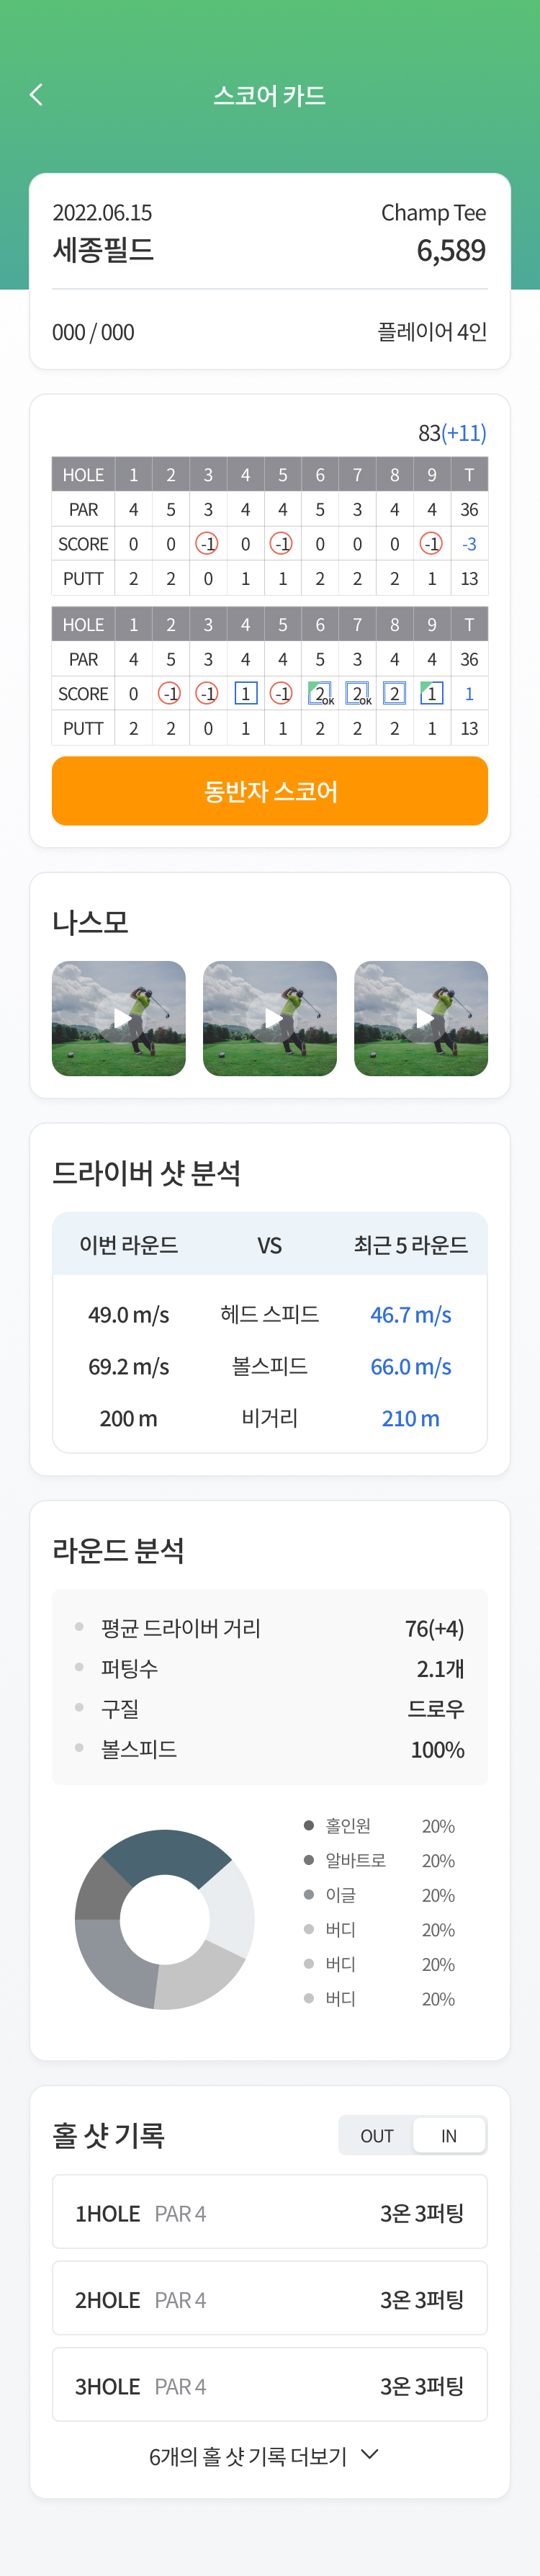 스코어 카드
2022.06.15 Champ Tee
세종필드 6,589
000 / 000 플레이어 4인
83(+11)
HOLE 1 2 3 4 5 6 7 8 9 T
PAR 4 5 3 4 4 5 3 4 4 36
SCORE 0 0 -1 0 -1 0 0 0 -1 -3
PUTT 2 2 0 1 1 2 2 2 1 13
HOLE 1 2 3 4 5 6 7 8 9 T
PAR 4 5 3 4 4 5 3 4 4 36
SCORE 0 -1 -1 1 -1 2 OK 2 OK 2 1 1
PUTT 2 2 0 1 1 2 2 2 1 13
동반자 스코어
나스모
드라이버 샷 분석
이번 라운드 VS 최근 5 라운드
49.0 m/s 헤드 스피드 46.7 m/s
69.2 m/s 볼스피드 66.0 m/s
200 m 비거리 210 m
라운드 분석
평균 드라이버 거리 76(+4)
퍼팅수 2.1개
구질 드로우
볼스피드 100%
홀인원 20%
알바트로 20%
이글 20%
버디 20%
버디 20%
버디 20%
홀 샷 기록 OUT IN
1HOLE PAR 4 3온 3퍼팅
2HOLE PAR 4 3온 3퍼팅
3HOLE PAR 4 3온 3퍼팅
6개의 홀 샷 기록 더보기